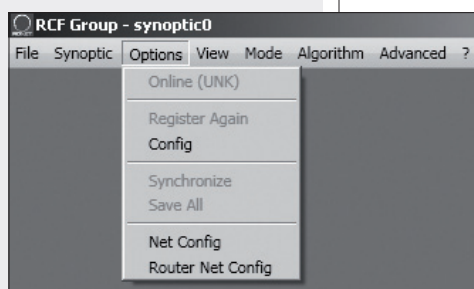 RCF Group - synoptic0
File Synoptic Options View Mode Algorithm Advanced ?
Online (UNK)
Register Again
Config
Synchronize
Save All
Net Config
Router Net Config